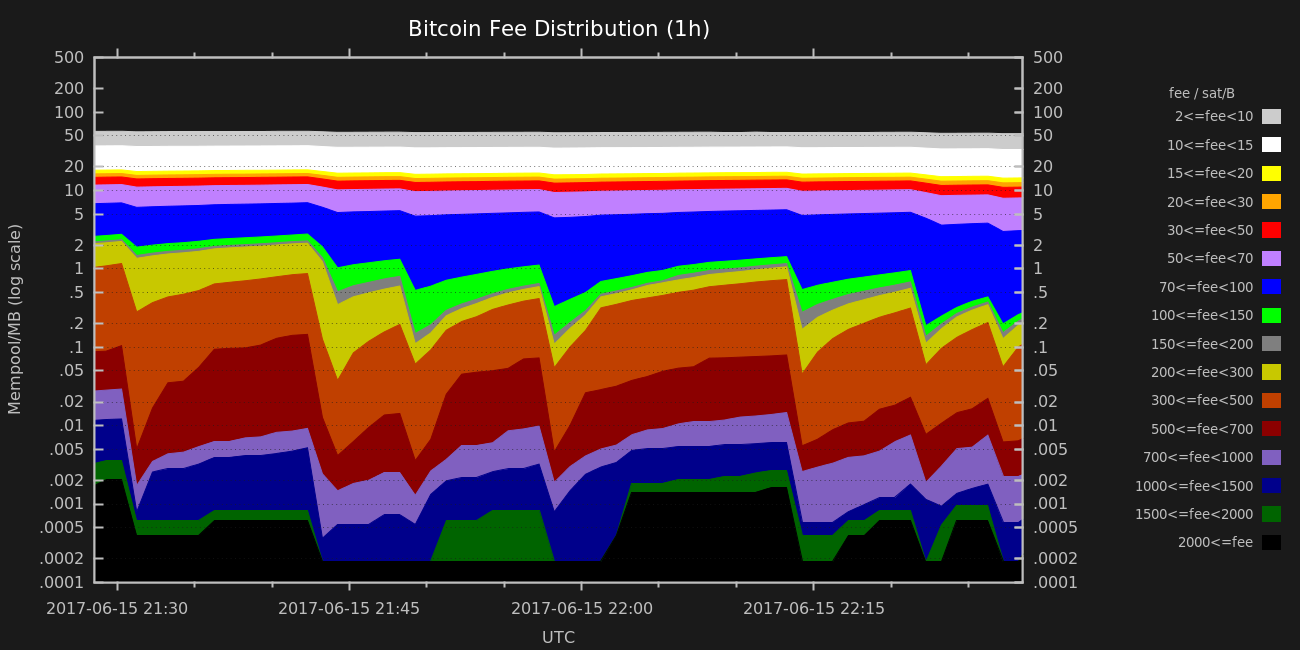 Bitcoin Fee Distribution (1h)
500 500
200 200
100 100
50 50
20 20
10 10
5 5
2 2
1 1
.5 .5
.2 .2
.1 .1
.05 .05
.02 .02
.01 .01
.005 .005
.002 .002
.001 .001
.0005 .0005
.0002 .0002
.0001 .0001
Mempool/MB (log scale)
2017-06-15 21:30 2017-06-15 21:45 2017-06-15 22:00 2017-06-15 22:15
UTC
fee / sat/B
2<=fee<10
10<=fee<15
15<=fee<20
20<=fee<30
30<=fee<50
50<=fee<70
70<=fee<100
100<=fee<150
150<=fee<200
200<=fee<300
300<=fee<500
500<=fee<700
700<=fee<1000
1000<=fee<1500
1500<=fee<2000
2000<=fee